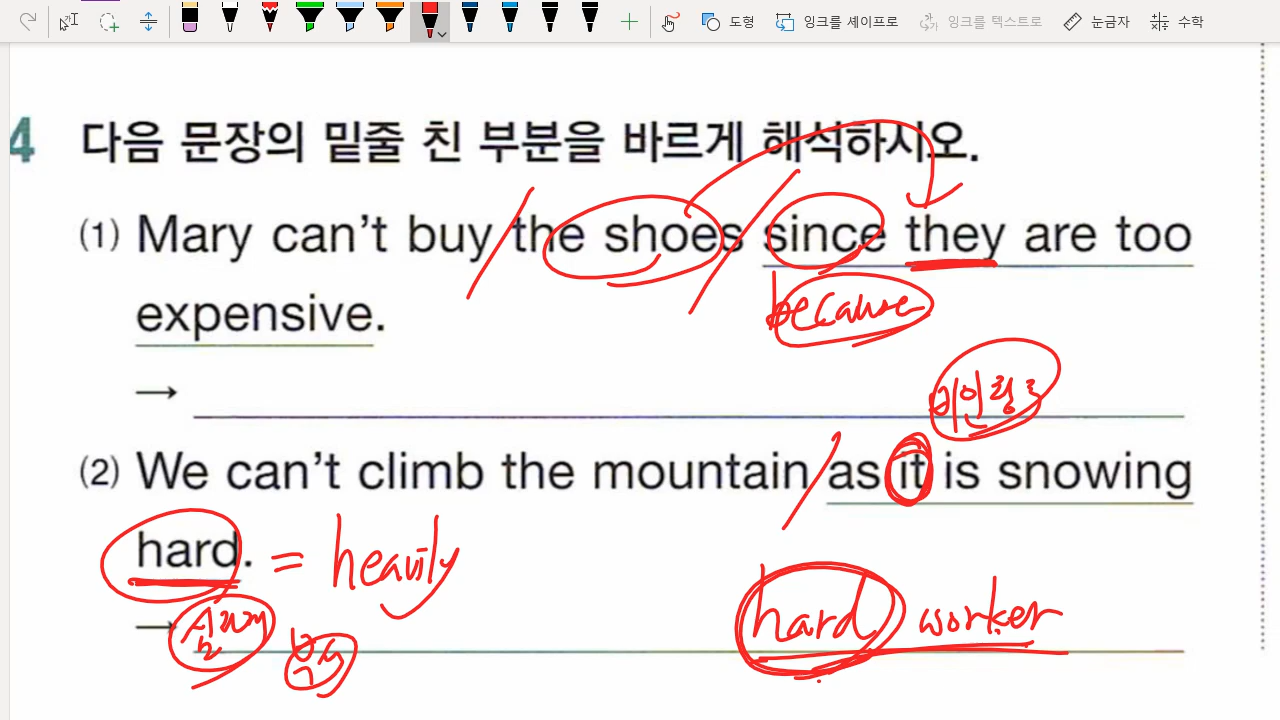 도형 잉크를 셰이프로 잉크를 텍스트로 눈금자 수학
4 다음 문장의 밑줄 친 부분을 바르게 해석하시오.
(1) Mary can't buy the shoes since they are too
because
expensive.
→
비인칭주
(2) We can't climb the mountain as it is snowing
hard. = heavily
→ 심하게 부사
hard worker